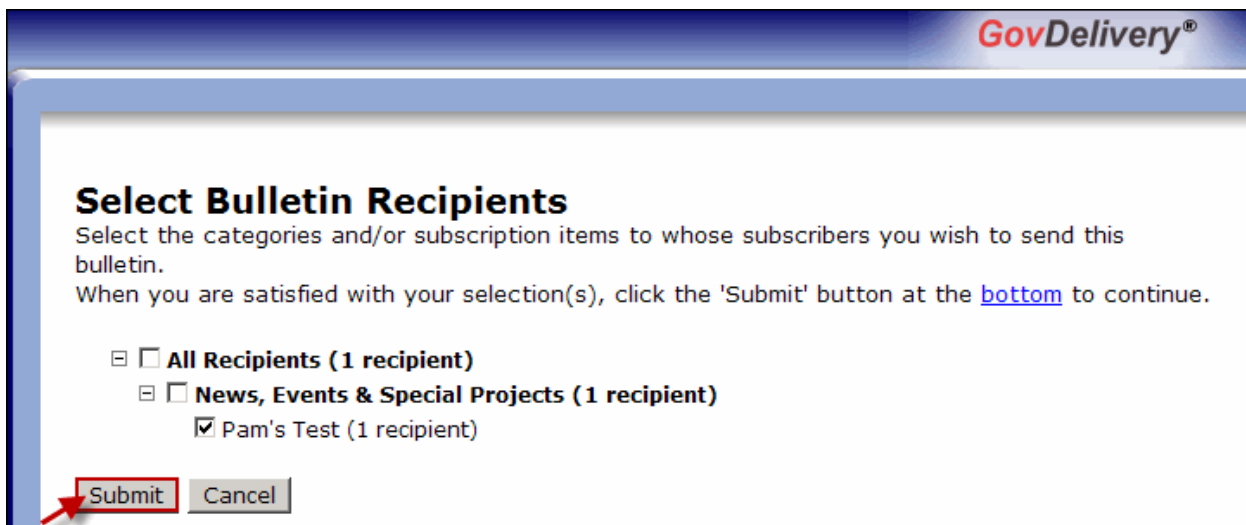 GovDelivery®
Select Bulletin Recipients
Select the categories and/or subscription items to whose subscribers you wish to send this
bulletin.
When you are satisfied with your selection(s), click the 'Submit' button at the bottom to continue.
All Recipients (1 recipient)
News, Events & Special Projects (1 recipient)
Pam's Test (1 recipient)
Submit Cancel